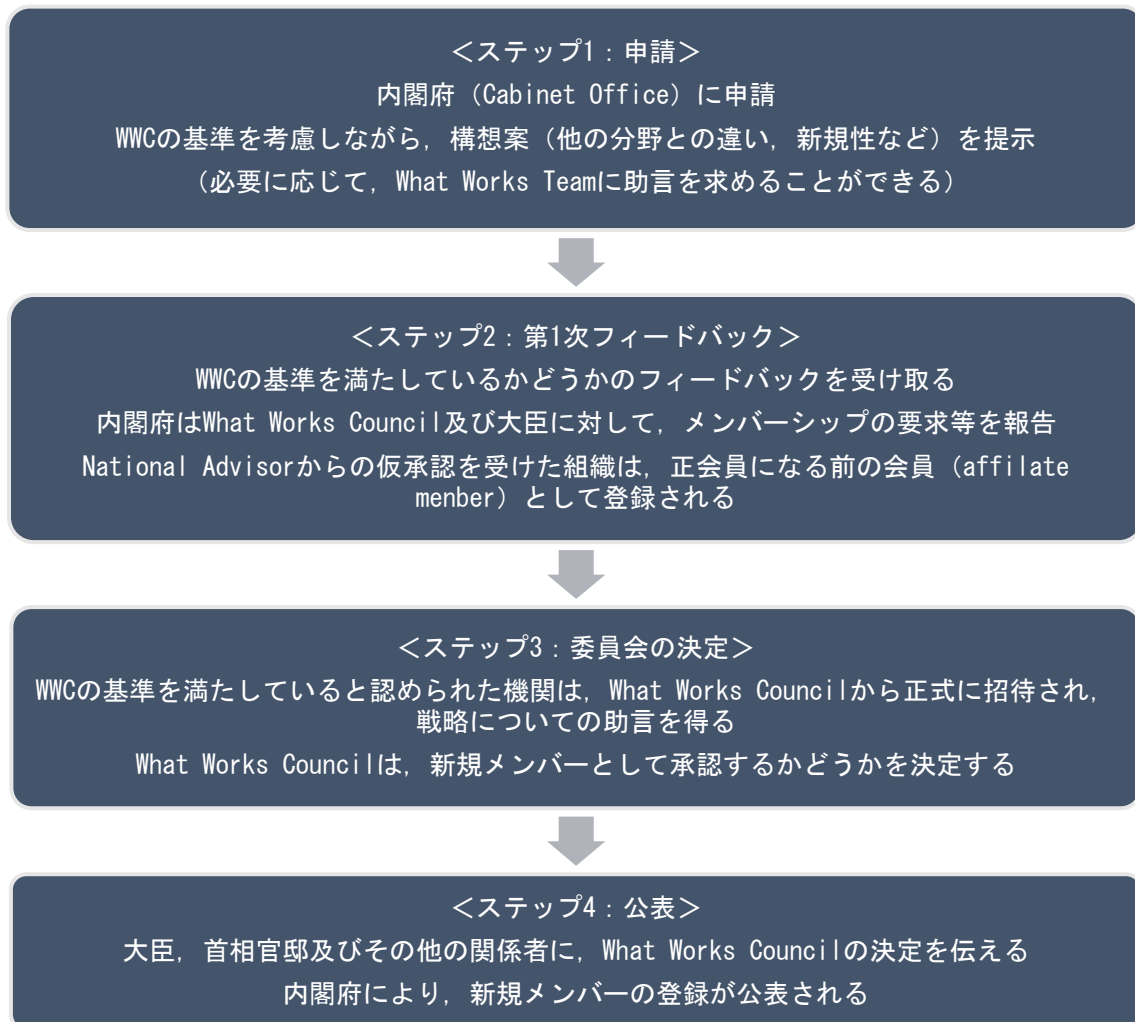 ＜ステップ1：申請＞
内閣府（Cabinet Office）に申請
WWCの基準を考慮しながら，構想案（他の分野との違い，新規性など）を提示
（必要に応じて，What Works Teamに助言を求めることができる）
＜ステップ2：第1次フィードバック＞
WWCの基準を満たしているかどうかのフィードバックを受け取る
内閣府はWhat Works Council及び大臣に対して，メンバーシップの要求等を報告
National Advisorからの仮承認を受けた組織は，正会員になる前の会員（affilate
menber）として登録される
＜ステップ3：委員会の決定＞
WWCの基準を満たしていると認められた機関は，What Works Councilから正式に招待され，
戦略についての助言を得る
What Works Councilは，新規メンバーとして承認するかどうかを決定する
＜ステップ4：公表＞
大臣，首相官邸及びその他の関係者に，What Works Councilの決定を伝える
内閣府により，新規メンバーの登録が公表される